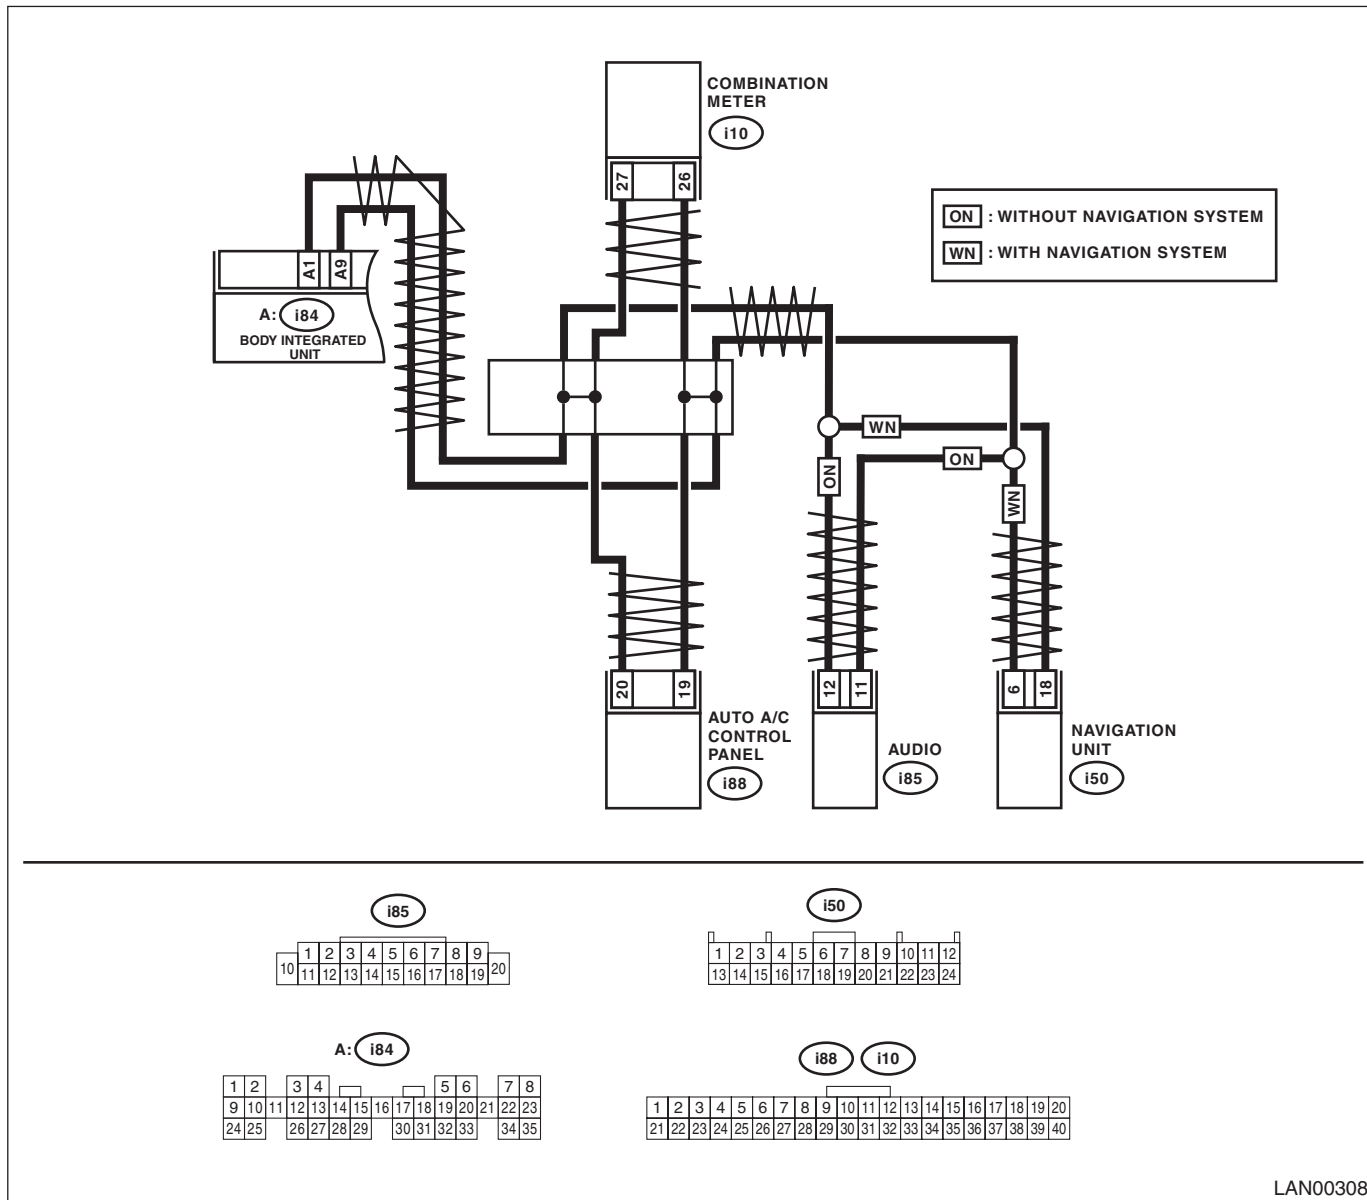 COMBINATION
METER
i10
27
26
ON : WITHOUT NAVIGATION SYSTEM
WN : WITH NAVIGATION SYSTEM
A1
A9
A: i84
BODY INTEGRATED
UNIT
WN
ON
ON
WN
20
19
12
11
6
18
AUTO A/C
CONTROL
PANEL
i88
AUDIO
i85
NAVIGATION
UNIT
i50
i85
1 2 3 4 5 6 7 8 9
10 11 12 13 14 15 16 17 18 19 20
i50
1 2 3 4 5 6 7 8 9 10 11 12
13 14 15 16 17 18 19 20 21 22 23 24
A: i84
1 2 3 4 5 6 7 8
9 10 11 12 13 14 15 16 17 18 19 20 21 22 23
24 25 26 27 28 29 30 31 32 33 34 35
i88 i10
1 2 3 4 5 6 7 8 9 10 11 12 13 14 15 16 17 18 19 20
21 22 23 24 25 26 27 28 29 30 31 32 33 34 35 36 37 38 39 40
LAN00308